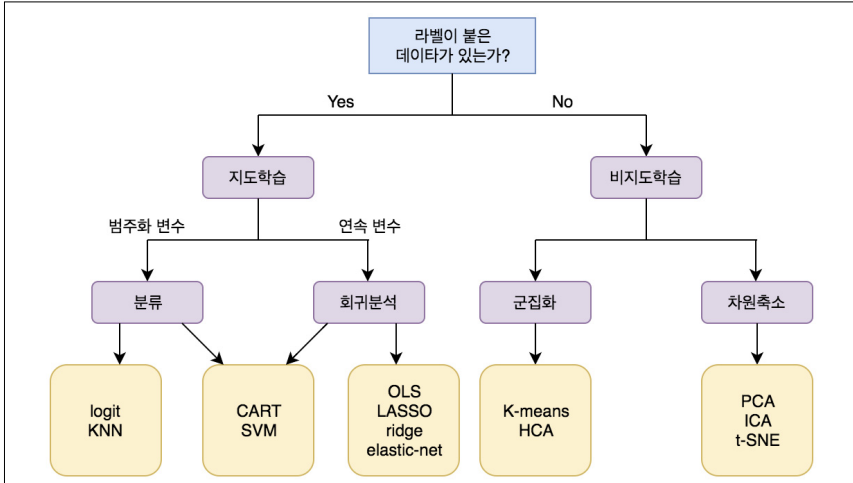 라벨이 붙은
데이타가 있는가?
Yes
No
지도학습
비지도학습
범주화 변수
연속 변수
분류
회귀분석
군집화
차원축소
logit
KNN
CART
SVM
OLS
LASSO
ridge
elastic-net
K-means
HCA
PCA
ICA
t-SNE